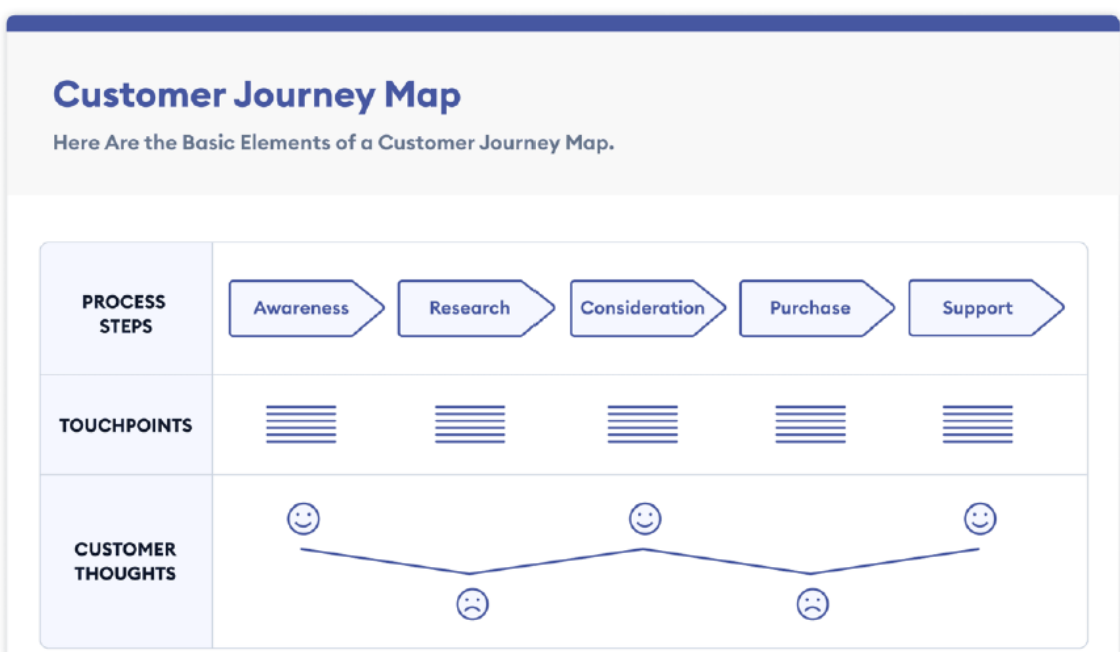 Customer Journey Map
Here Are the Basic Elements of a Customer Journey Map.
PROCESS
STEPS
Awareness
Research
Consideration
Purchase
Support
TOUCHPOINTS
CUSTOMER
THOUGHTS